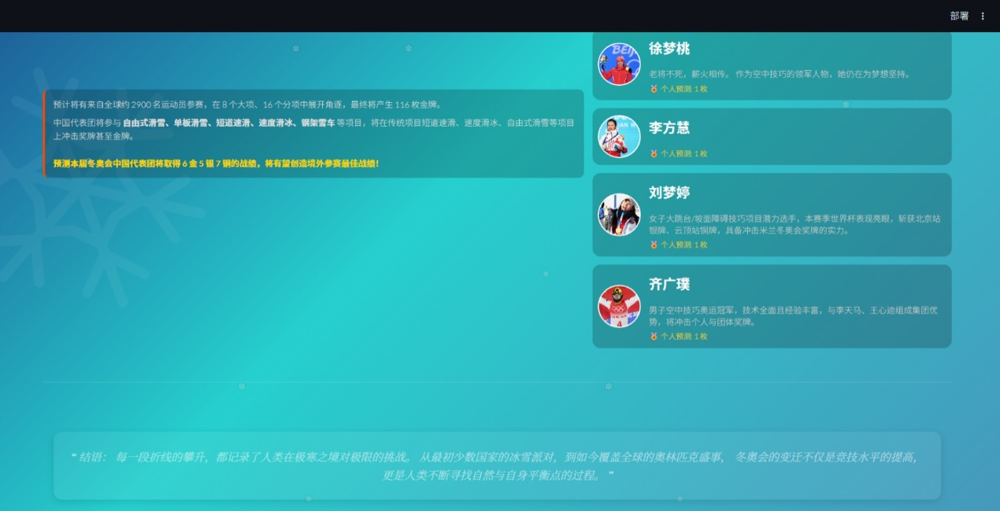 部署
预计将有来自全球约 2900 名运动员参赛，在 8 个大项、16 个分项中展开角逐，最终将产生 116 枚金牌。
中国代表团将参与 自由式滑雪、单板滑雪、短道速滑、速度滑冰、钢架雪车 等项目，将在传统项目短道速滑、速度滑冰、自由式滑雪等项目
上冲击奖牌甚至金牌。
预测本届冬奥会中国代表团将取得 6 金 5 银 7 铜的战绩，将有望创造境外参赛最佳战绩！
徐梦桃
老将不死，薪火相传。 作为空中技巧的领军人物，她仍在为梦想坚持。
个人预测: 1 枚
李方慧
个人预测: 1 枚
刘梦婷
女子大跳台/坡面障碍技巧项目潜力选手，本赛季世界杯表现亮眼，斩获北京站
银牌、云顶站铜牌，具备冲击米兰冬奥会奖牌的实力。
个人预测: 1 枚
齐广璞
男子空中技巧奥运冠军，技术全面且经验丰富，与李天马、王心迪组成集团优
势，将冲击个人与团体奖牌。
个人预测: 1 枚
❝ 结语： 每一段折线的攀升，都记录了人类在极寒之境对极限的挑战。 从最初少数国家的冰雪派对，到如今覆盖全球的奥林匹克盛事， 冬奥会的变迁不仅是竞技水平的提高，
更是人类不断寻找自然与自身平衡点的过程。 ❞